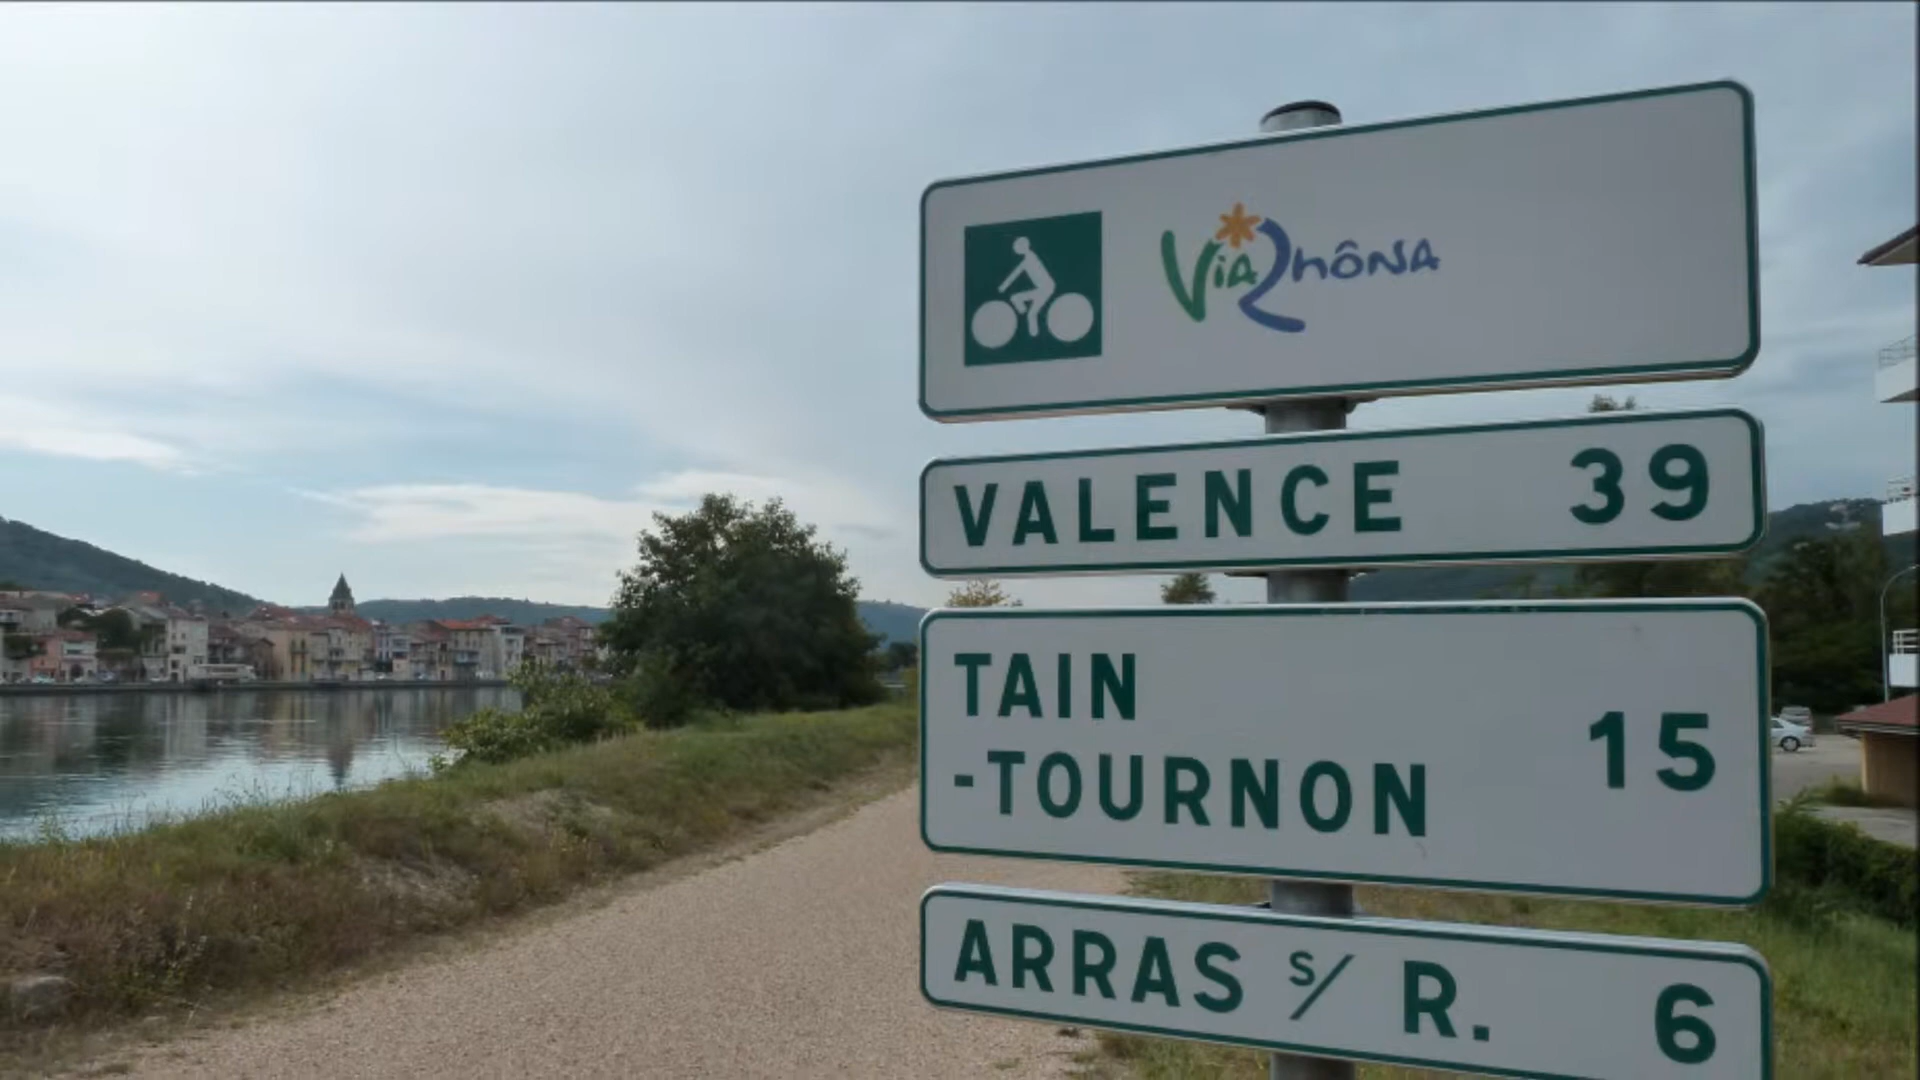 ViaRhôna
VALENCE 39
TAIN
-TOURNON 15
ARRAS s/ R. 6